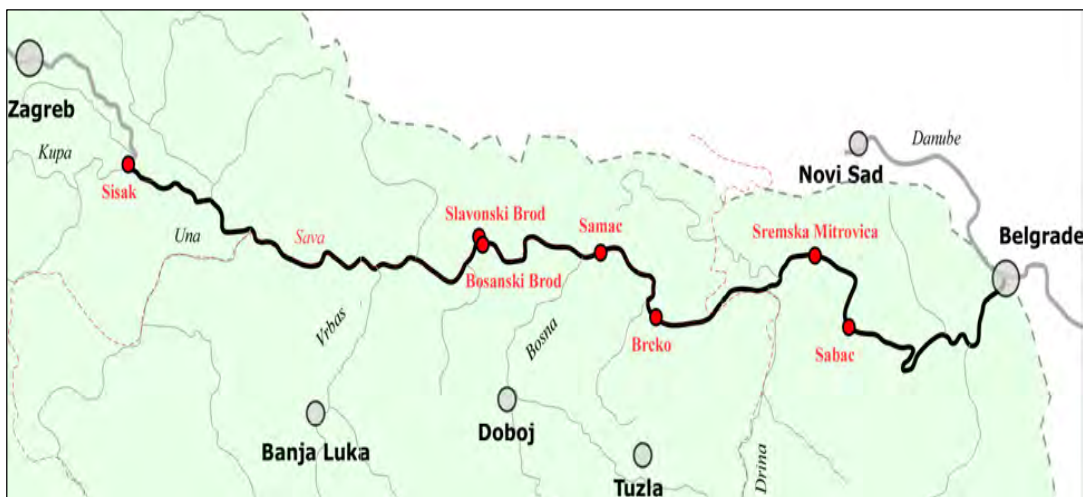 Zagreb
Kupa
Sisak
Una
Sava
Vrbas
Banja Luka
Slavonski Brod
Bosanski Brod
Bosna
Doboj
Samac
Brcko
Tuzla
Drina
Sremska Mitrovica
Sabac
Novi Sad
Danube
Belgrade